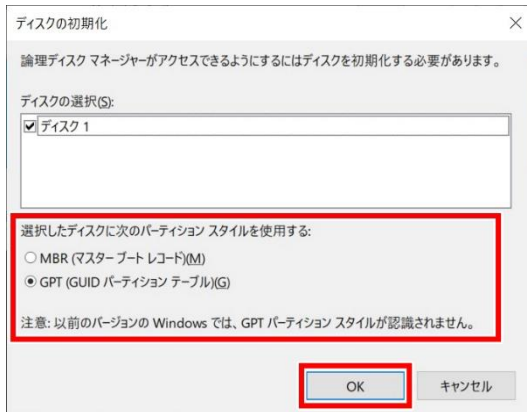 ディスクの初期化
論理ディスク マネージャーがアクセスできるようにするにはディスクを初期化する必要があります。
ディスクの選択(S):
ディスク 1
選択したディスクに次のパーティション スタイルを使用する:
MBR (マスター ブート レコード)(M)
GPT (GUID パーティション テーブル)(G)
注意: 以前のバージョンの Windows では、GPT パーティション スタイルが認識されません。
OK キャンセル